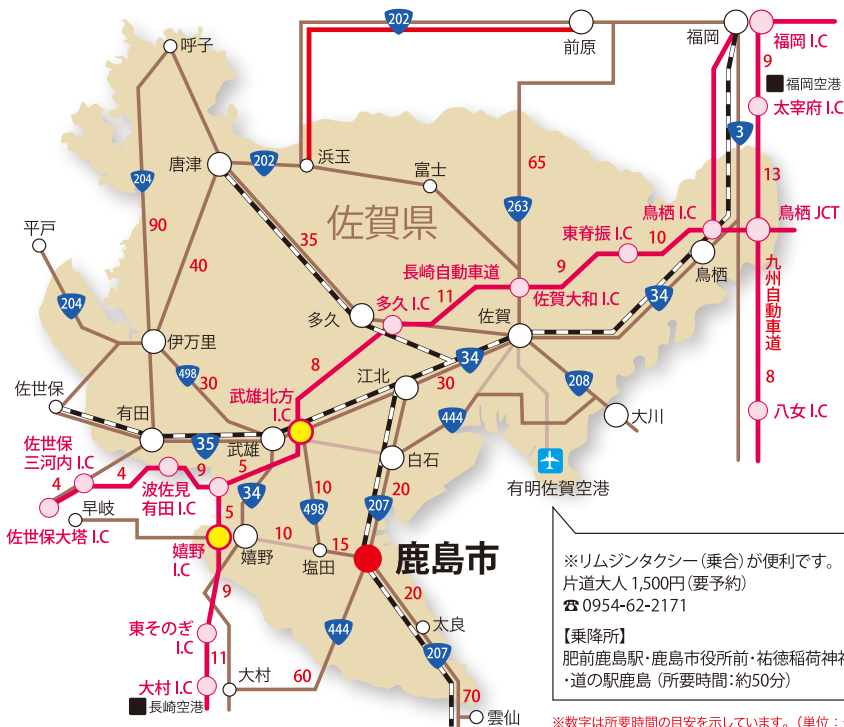 202
前原
福岡
福岡 I.C
呼子
9
福岡空港
太宰府 I.C
3
唐津
202
浜玉
富士
65
13
204
佐賀県
263
鳥栖 I.C
鳥栖 JCT
平戸
90
35
東脊振 I.C
10
40
長崎自動車道
9
鳥栖
204
11
佐賀大和 I.C
34
九州自動車道
多久
多久 I.C
佐賀
伊万里
8
34
498
30
江北
30
208
8
佐世保
武雄北方
I.C
444
大川
八女 I.C
有田
35
武雄
白石
佐世保
三河内 I.C
4
9
5
10
20
有明佐賀空港
4
波佐見
有田 I.C
34
498
207
早岐
5
佐世保大塔 I.C
嬉野
I.C
嬉野
10
塩田
15
鹿島市
9
20
東そのぎ
I.C
444
太良
207
11
大村
60
大村 I.C
70
長崎空港
雲仙
※リムジンタクシー(乗合)が便利です。
片道大人 1,500円(要予約)
☎ 0954-62-2171
【乗降所】
肥前鹿島駅・鹿島市役所前・祐徳稲荷神社
・道の駅鹿島 (所要時間:約50分)
※数字は所要時間の目安を示しています。(単位: